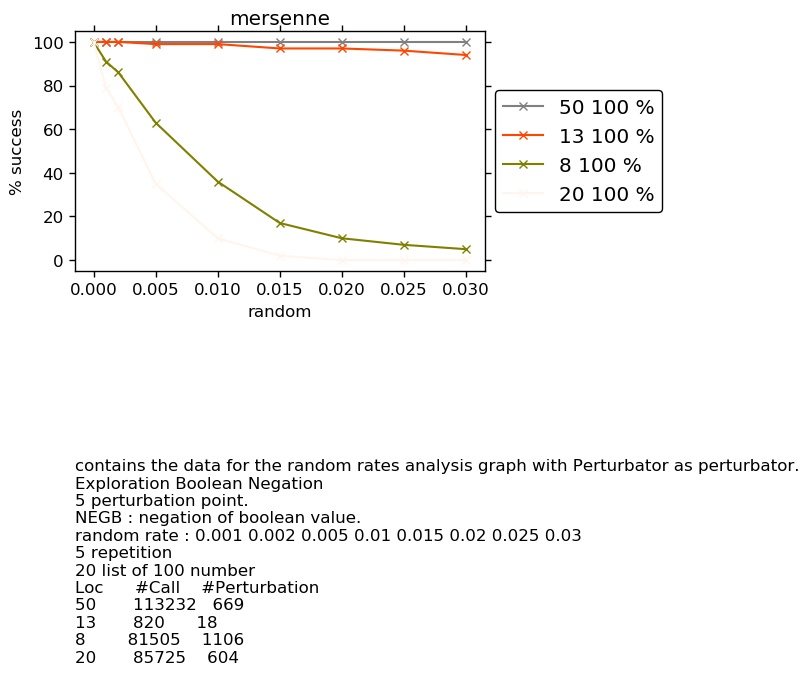 mersenne
100
80
60
40
20
0
% success
0.000 0.005 0.010 0.015 0.020 0.025 0.030
random
50 100 %
13 100 %
8 100 %
20 100 %
contains the data for the random rates analysis graph with Perturbator as perturbator.
Exploration Boolean Negation
5 perturbation point.
NEGB : negation of boolean value.
random rate : 0.001 0.002 0.005 0.01 0.015 0.02 0.025 0.03
5 repetition
20 list of 100 number
Loc #Call #Perturbation
50 113232 669
13 820 18
8 81505 1106
20 85725 604